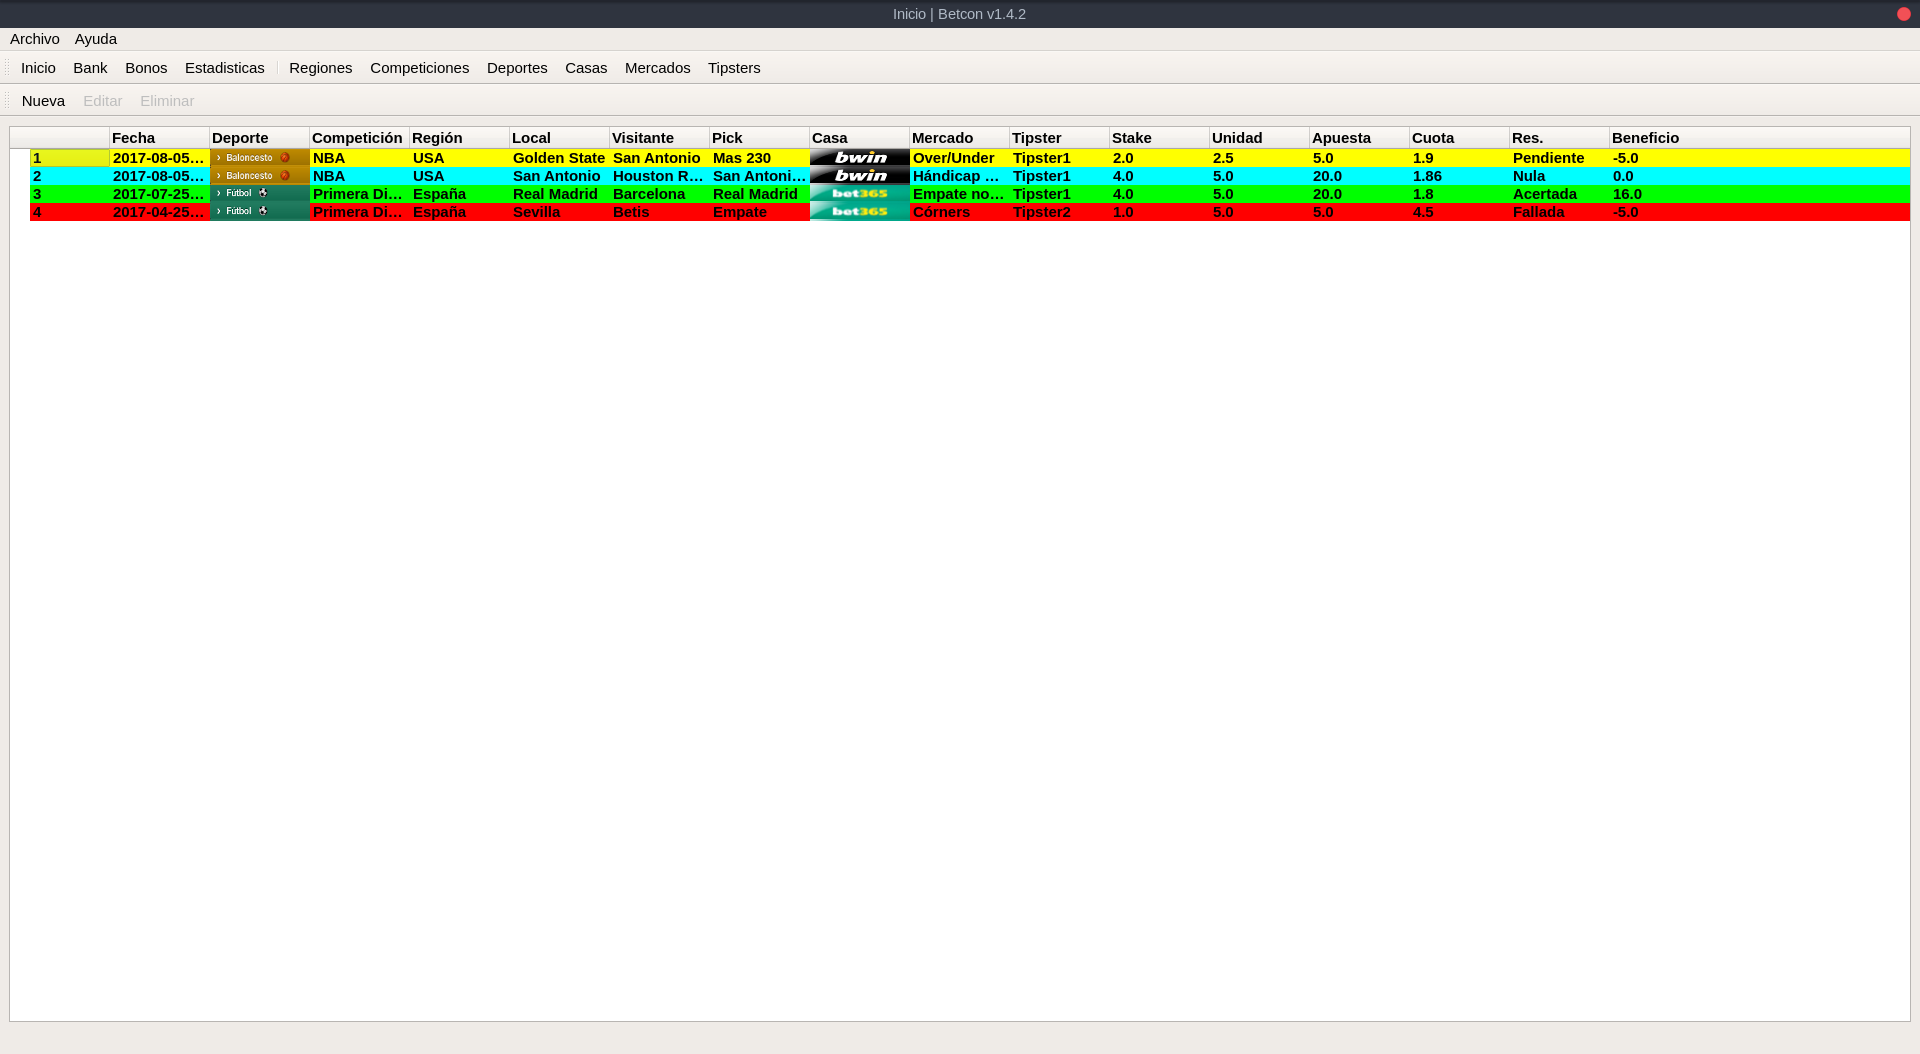 Inicio | Betcon v1.4.2
Archivo Ayuda
Inicio Bank Bonos Estadisticas Regiones Competiciones Deportes Casas Mercados Tipsters
Nueva Editar Eliminar
Fecha Deporte Competición Región Local Visitante Pick Casa Mercado Tipster Stake Unidad Apuesta Cuota Res. Beneficio
1 2017-08-05… › Baloncesto NBA USA Golden State San Antonio Mas 230 bwin Over/Under Tipster1 2.0 2.5 5.0 1.9 Pendiente -5.0
2 2017-08-05… › Baloncesto NBA USA San Antonio Houston R… San Antoni… bwin Hándicap … Tipster1 4.0 5.0 20.0 1.86 Nula 0.0
3 2017-07-25… › Fútbol Primera Di… España Real Madrid Barcelona Real Madrid bet365 Empate no… Tipster1 4.0 5.0 20.0 1.8 Acertada 16.0
4 2017-04-25… › Fútbol Primera Di… España Sevilla Betis Empate bet365 Córners Tipster2 1.0 5.0 5.0 4.5 Fallada -5.0